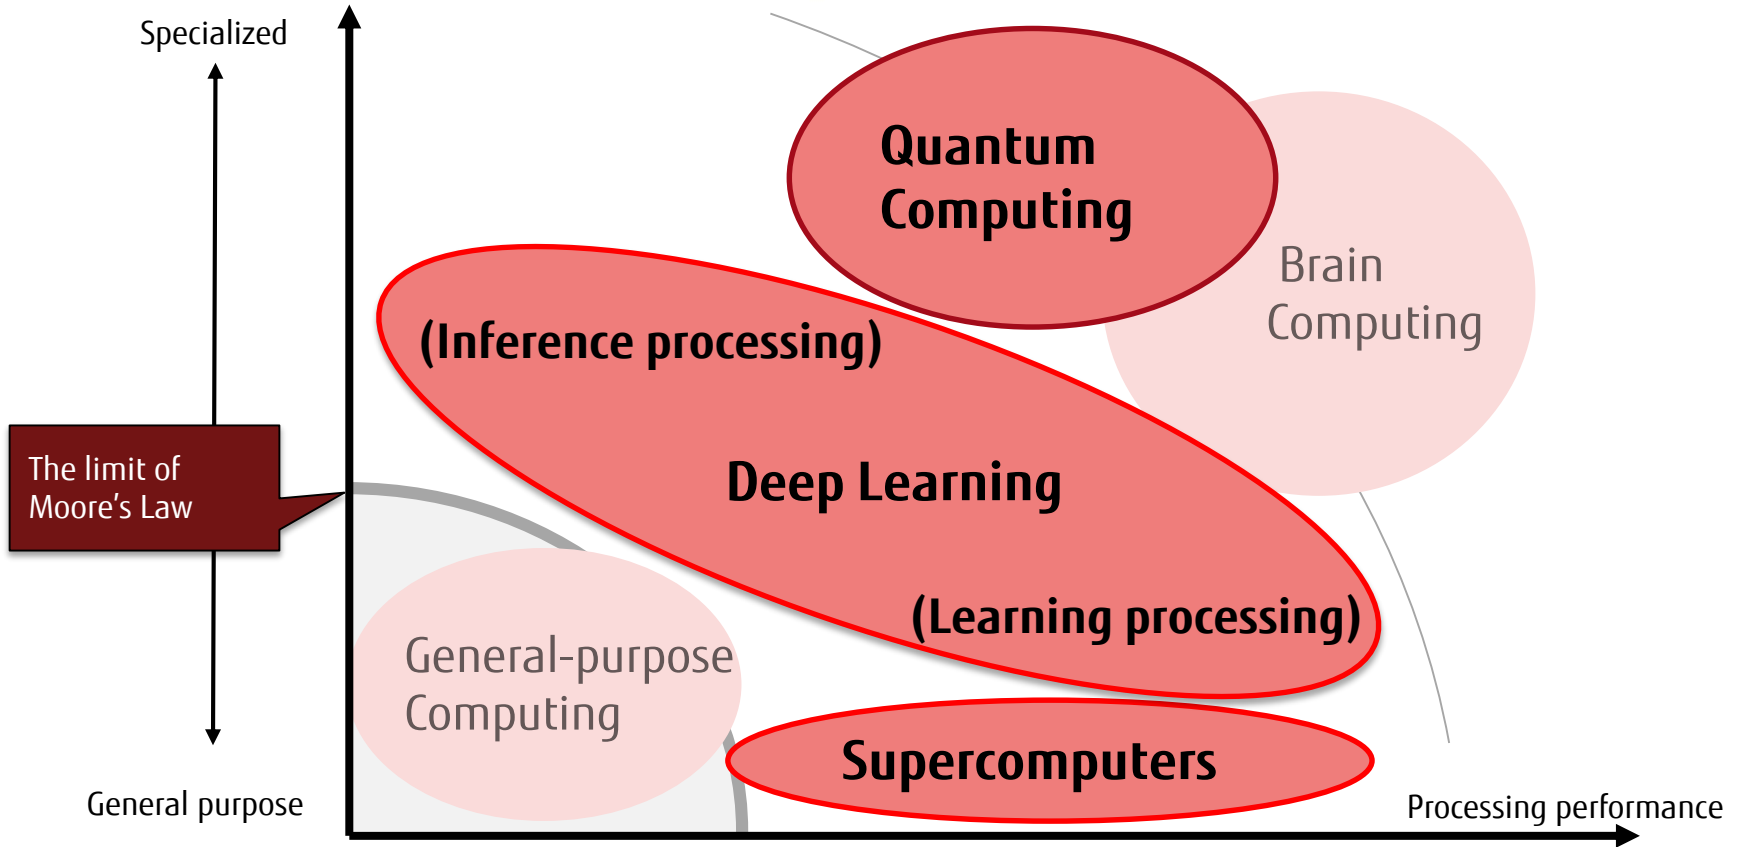 Specialized
Quantum
Computing
Brain
Computing
(Inference processing)
The limit of
Moore’s Law
Deep Learning
(Learning processing)
General-purpose
Computing
Supercomputers
General purpose
Processing performance